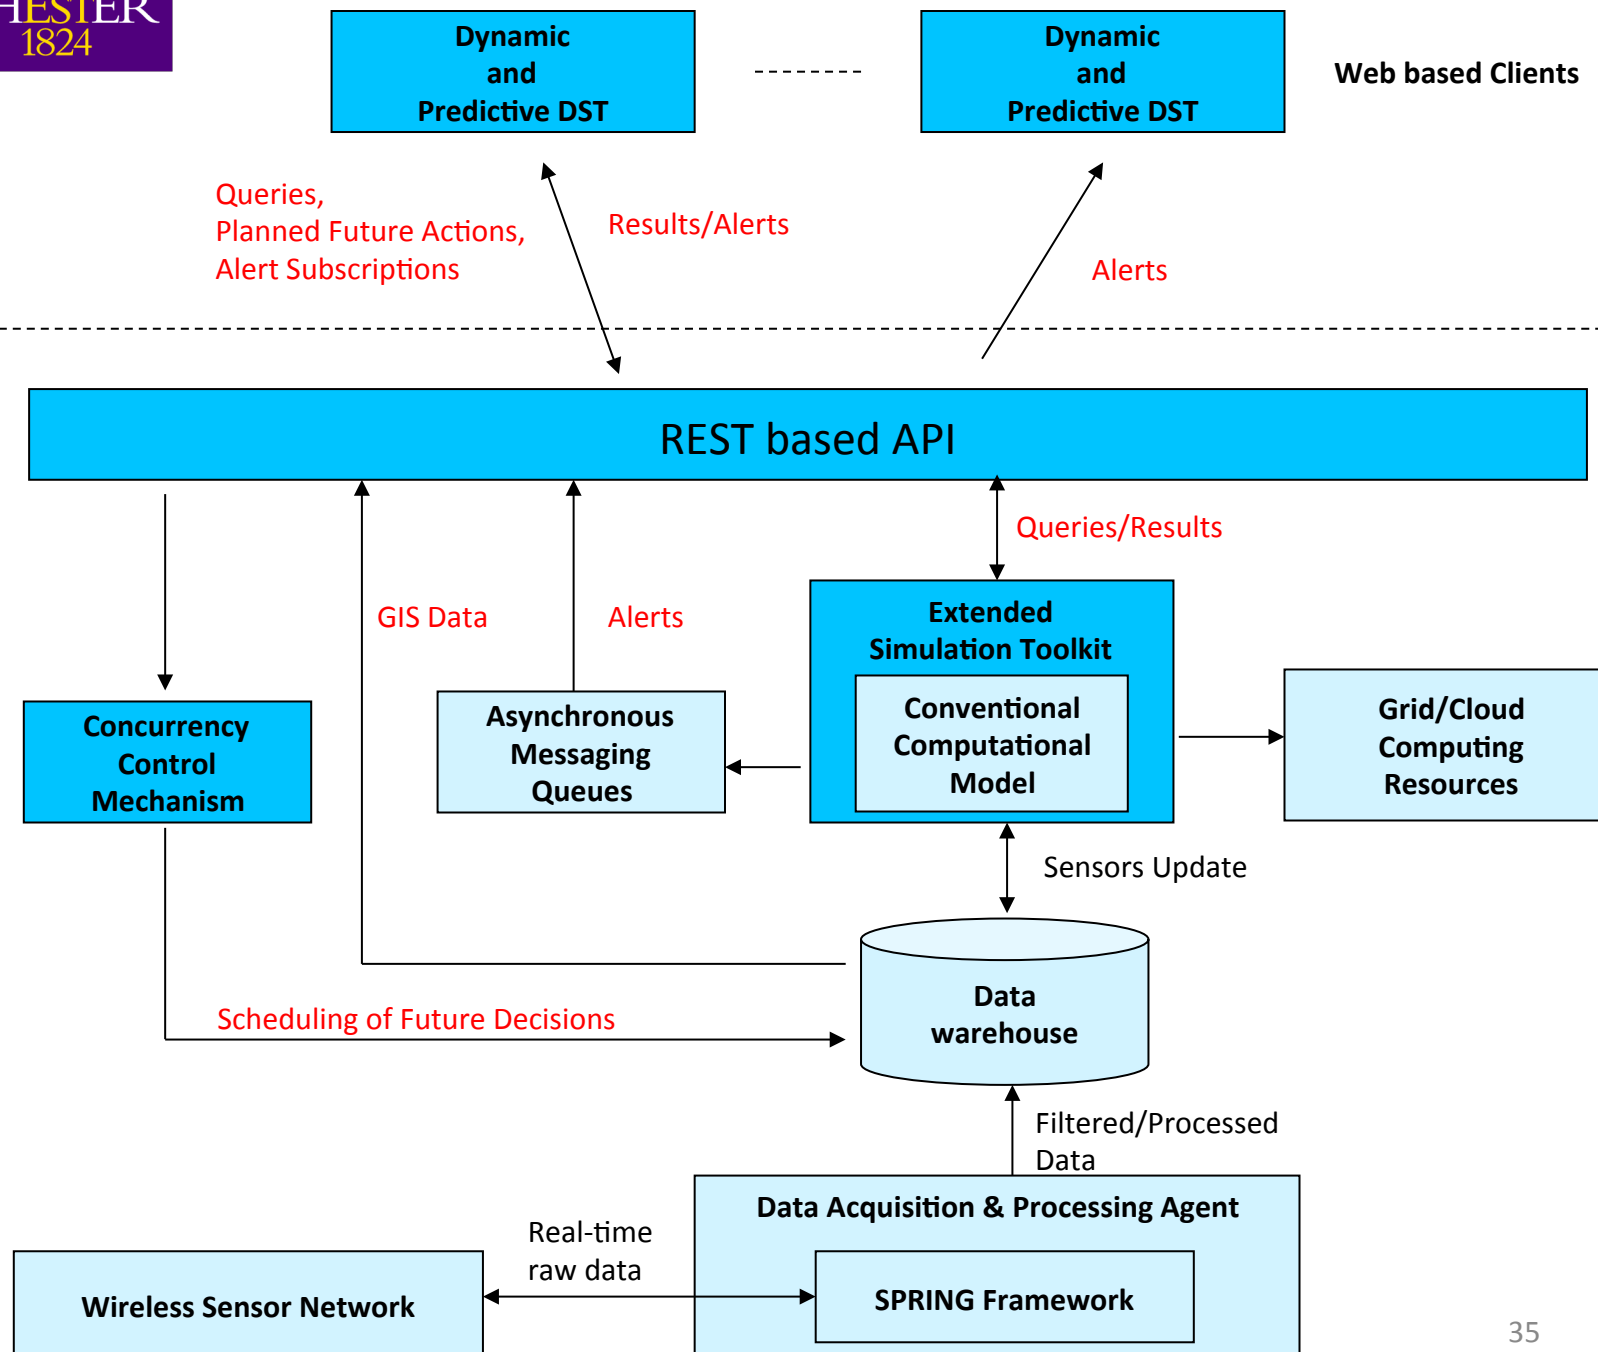 HESTER
1824
Dynamic
and
Predictive DST
Dynamic
and
Predictive DST
Web based Clients
Queries,
Planned Future Actions,
Alert Subscriptions
Results/Alerts
Alerts
REST based API
Queries/Results
GIS Data
Alerts
Extended
Simulation Toolkit
Conventional
Computational
Model
Asynchronous
Messaging
Queues
Concurrency
Control
Mechanism
Grid/Cloud
Computing
Resources
Sensors Update
Data
warehouse
Scheduling of Future Decisions
Filtered/Processed
Data
Data Acquisition & Processing Agent
Real-time
raw data
SPRING Framework
Wireless Sensor Network
35